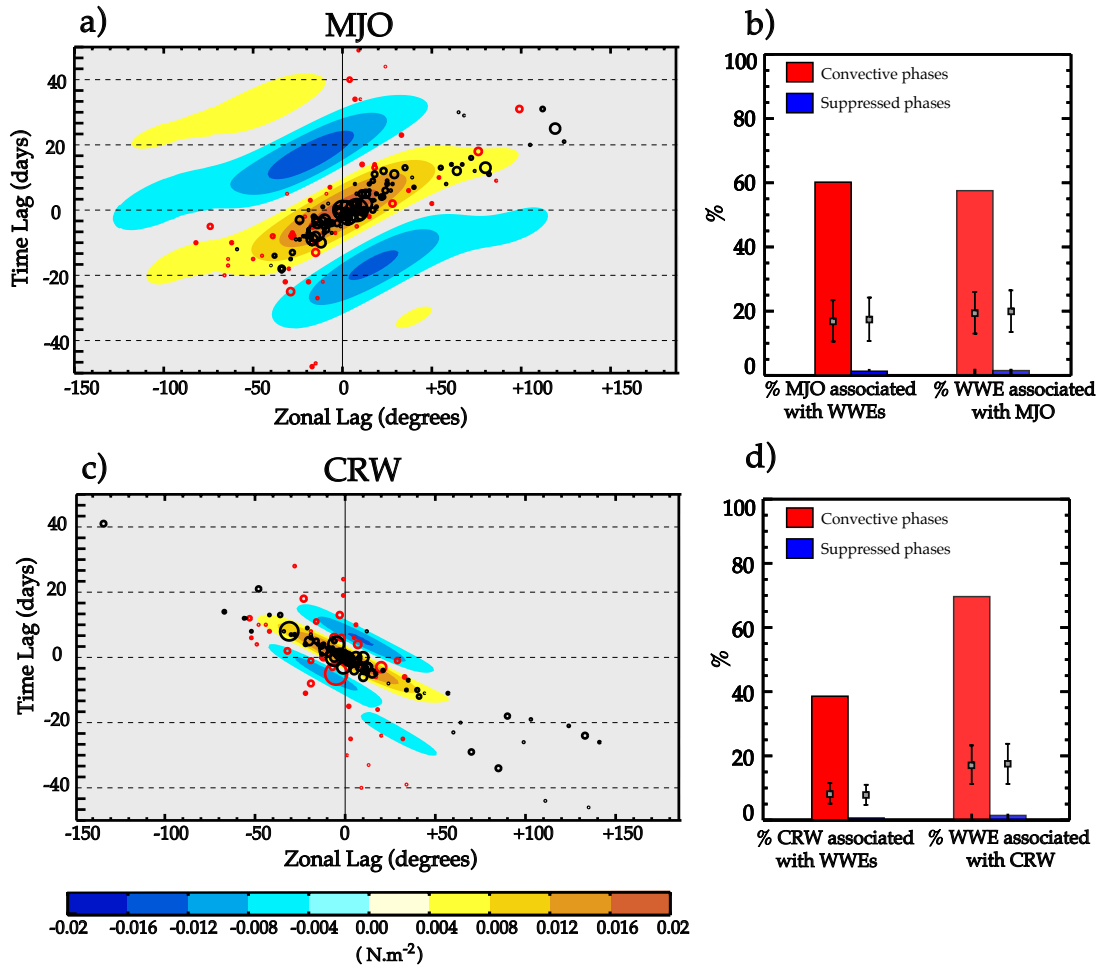 a)
MJO
Time Lag (days)
40
20
0
-20
-40
-150
-100
-50
0
+50
+100
+150
Zonal Lag (degrees)
b)
%
100
80
60
40
20
0
Convective phases
Suppressed phases
% MJO associated
with WWEs
% WWE associated
with MJO
c)
CRW
Time Lag (days)
40
20
0
-20
-40
-150
-100
-50
0
+50
+100
+150
Zonal Lag (degrees)
d)
%
100
80
60
40
20
0
Convective phases
Suppressed phases
% CRW associated
with WWEs
% WWE associated
with CRW
-0.02 -0.016 -0.012 -0.008 -0.004 0.00 0.004 0.008 0.012 0.016 0.02
( N.m⁻²)